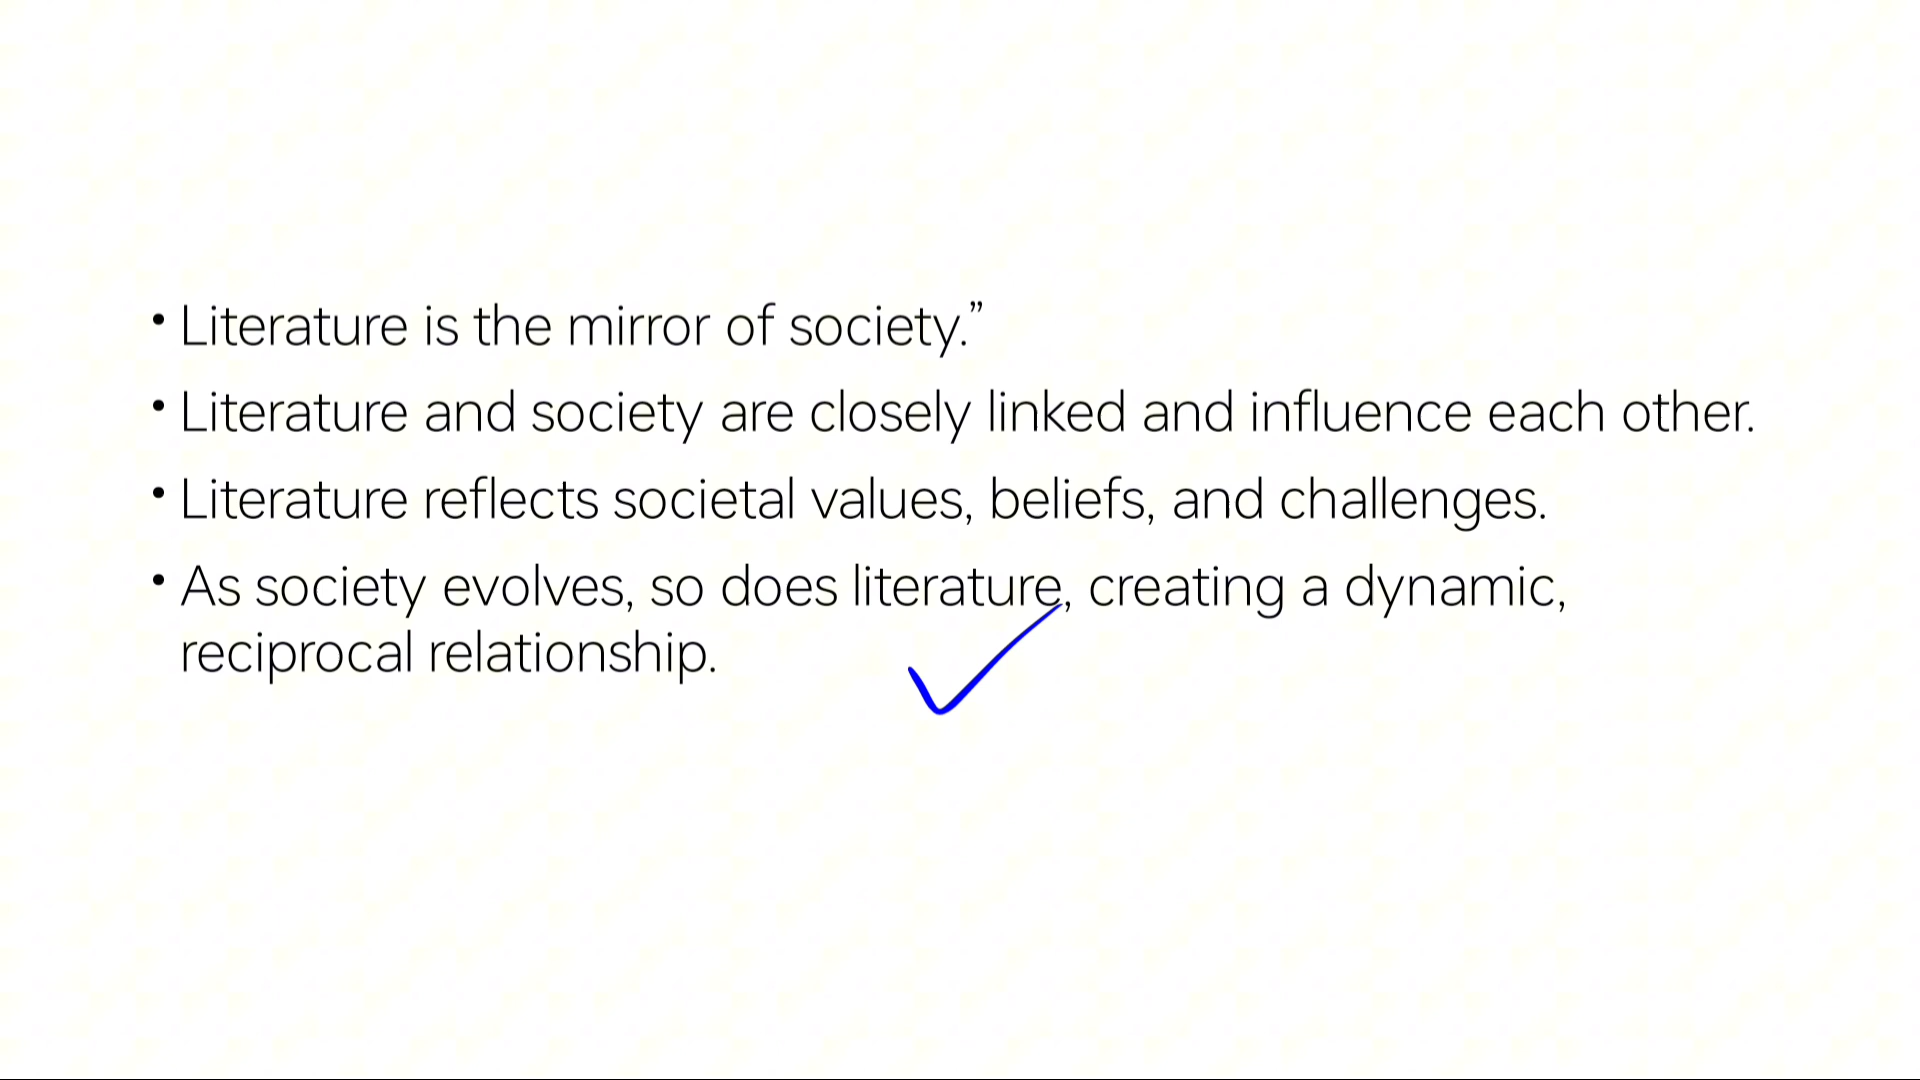 • Literature is the mirror of society.”
• Literature and society are closely linked and influence each other.
• Literature reflects societal values, beliefs, and challenges.
• As society evolves, so does literature, creating a dynamic,
reciprocal relationship.